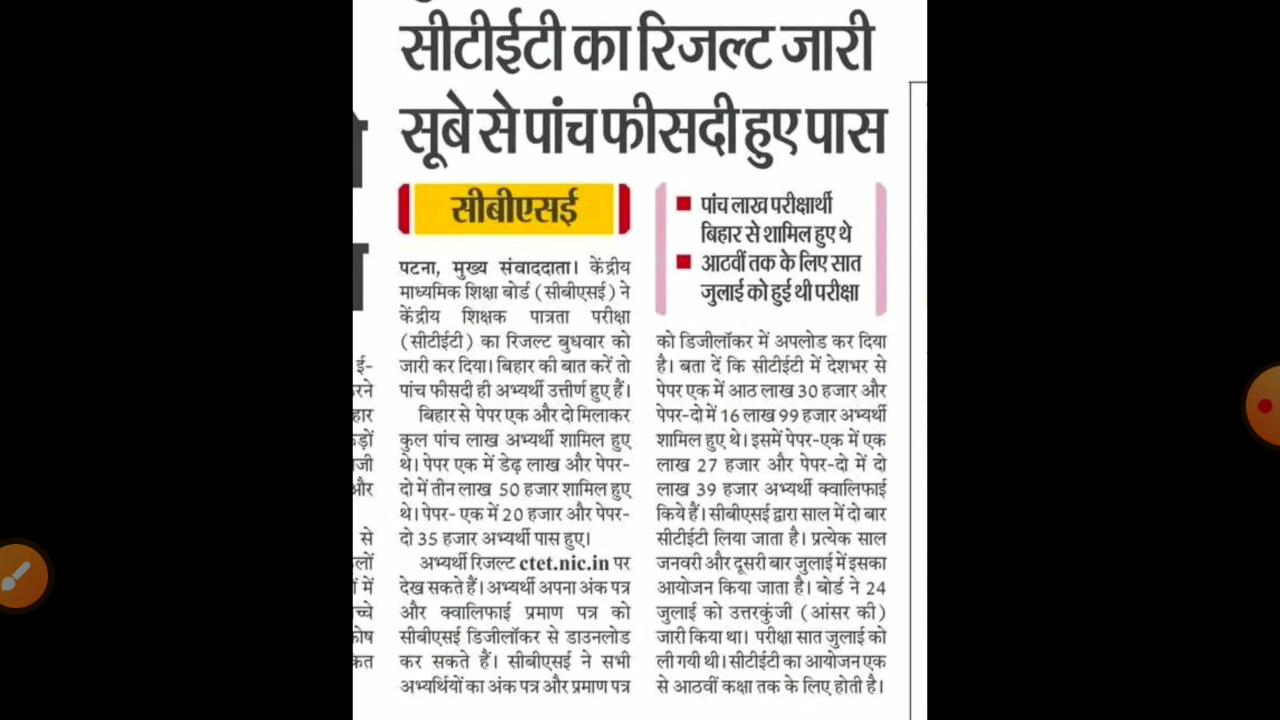 सीटीईटी का रिजल्ट जारी
सूबे से पांच फीसदी हुए पास
सीबीएसई
पांच लाख परीक्षार्थी
बिहार से शामिल हुए थे
आठवीं तक के लिए सात
जुलाई को हुई थी परीक्षा
पटना, मुख्य संवाददाता। केंद्रीय
माध्यमिक शिक्षा बोर्ड (सीबीएसई) ने
केंद्रीय शिक्षक पात्रता परीक्षा
(सीटीईटी) का रिजल्ट बुधवार को
जारी कर दिया। बिहार की बात करें तो
पांच फीसदी ही अभ्यर्थी उत्तीर्ण हुए हैं।
बिहार से पेपर एक और दो मिलाकर
कुल पांच लाख अभ्यर्थी शामिल हुए
थे। पेपर एक में डेढ़ लाख और पेपर-
दो में तीन लाख 50 हजार शामिल हुए
थे। पेपर- एक में 20 हजार और पेपर-
दो 35 हजार अभ्यर्थी पास हुए।
अभ्यर्थी रिजल्ट ctet.nic.in पर
देख सकते हैं। अभ्यर्थी अपना अंक पत्र
और क्वालिफाई प्रमाण पत्र को
सीबीएसई डिजीलॉकर से डाउनलोड
कर सकते हैं। सीबीएसई ने सभी
अभ्यर्थियों का अंक पत्र और प्रमाण पत्र
को डिजीलॉकर में अपलोड कर दिया
है। बता दें कि सीटीईटी में देशभर से
पेपर एक में आठ लाख 30 हजार और
पेपर-दो में 16 लाख 99 हजार अभ्यर्थी
शामिल हुए थे। इसमें पेपर-एक में एक
लाख 27 हजार और पेपर-दो में दो
लाख 39 हजार अभ्यर्थी क्वालिफाई
किये हैं। सीबीएसई द्वारा साल में दो बार
सीटीईटी लिया जाता है। प्रत्येक साल
जनवरी और दूसरी बार जुलाई में इसका
आयोजन किया जाता है। बोर्ड ने 24
जुलाई को उत्तरकुंजी (आंसर की)
जारी किया था। परीक्षा सात जुलाई को
ली गयी थी। सीटीईटी का आयोजन एक
से आठवीं कक्षा तक के लिए होती है।